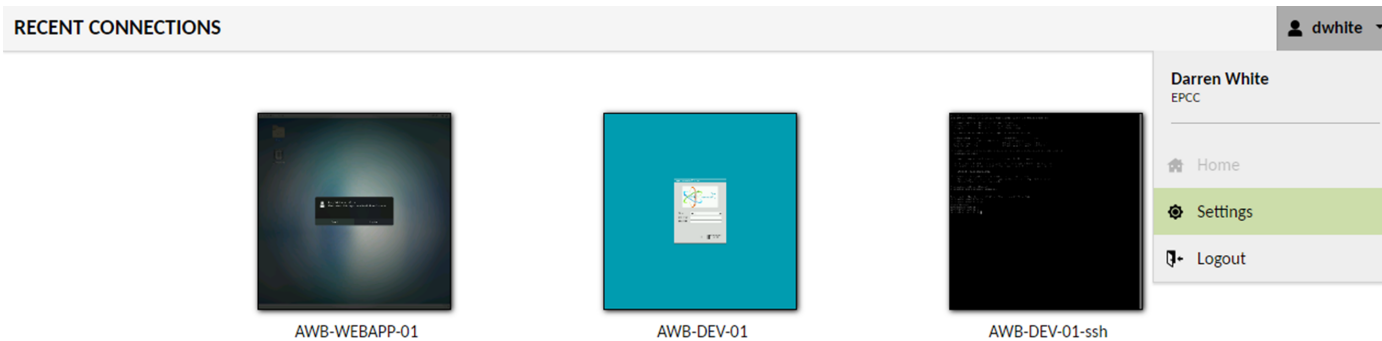 RECENT CONNECTIONS
dwhite
Darren White
EPCC
Home
Settings
Logout
AWB-WEBAPP-01
AWB-DEV-01
AWB-DEV-01-ssh